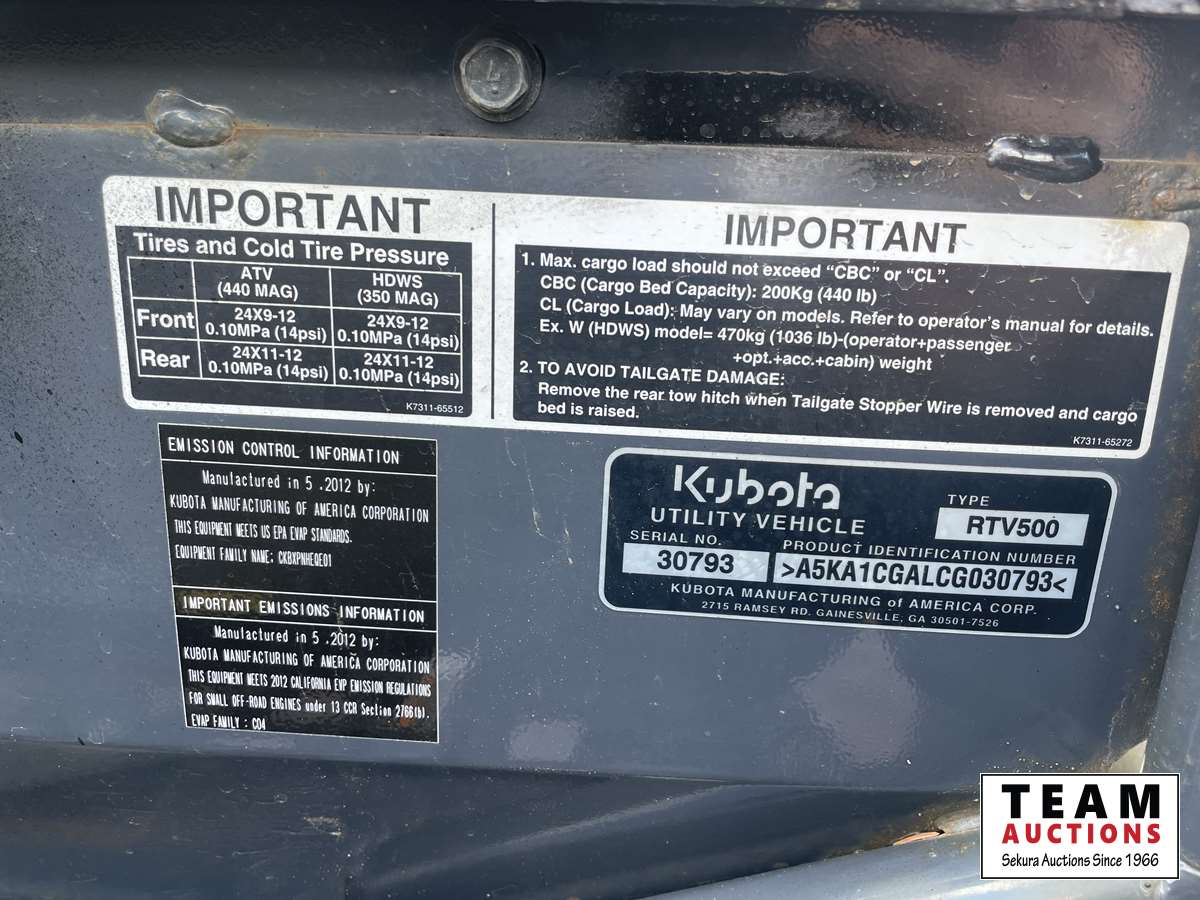 IMPORTANT
Tires and Cold Tire Pressure
ATV (440 MAG) HDWS (350 MAG)
Front 24X9-12 0.10MPa (14psi) 24X9-12 0.10MPa (14psi)
Rear 24X11-12 0.10MPa (14psi) 24X11-12 0.10MPa (14psi)
K7311-65512
IMPORTANT
1. Max. cargo load should not exceed “CBC” or “CL”.
CBC (Cargo Bed Capacity): 200Kg (440 lb)
CL (Cargo Load): May vary on models. Refer to operator's manual for details.
Ex. W (HDWS) model= 470kg (1036 lb)-(operator+passenger
+opt.+acc.+cabin) weight
2. TO AVOID TAILGATE DAMAGE:
Remove the rear tow hitch when Tailgate Stopper Wire is removed and cargo
bed is raised.
K7311-65272
EMISSION CONTROL INFORMATION
Manufactured in 5 .2012 by:
KUBOTA MANUFACTURING OF AMERICA CORPORATION
THIS EQUIPMENT MEETS US EPA EVAP STANDARDS.
EQUIPMENT FAMILY NAME: CKBXPNHEQE01
IMPORTANT EMISSIONS INFORMATION
Manufactured in 5 .2012 by:
KUBOTA MANUFACTURING OF AMERICA CORPORATION
THIS EQUIPMENT MEETS 2012 CALIFORNIA EVP EMISSION REGULATIONS
FOR SMALL OFF-ROAD ENGINES under 13 CCR Section 2766(b).
EVAP FAMILY : C04
Kubota
UTILITY VEHICLE
TYPE
RTV500
SERIAL NO.
30793
PRODUCT IDENTIFICATION NUMBER
>A5KA1CGALCG030793<
KUBOTA MANUFACTURING of AMERICA CORP.
2715 RAMSEY RD. GAINESVILLE, GA 30501-7526
TEAM
AUCTIONS
Sekura Auctions Since 1966